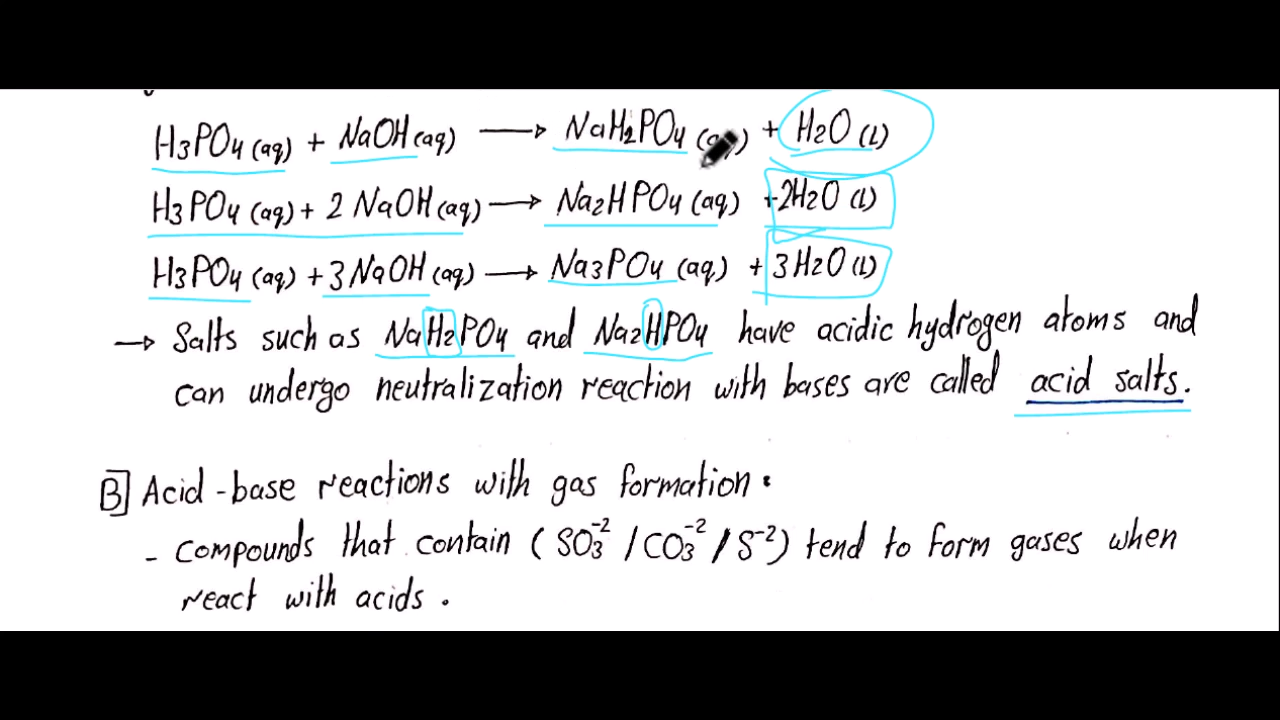 H₃PO₄ (aq) + NaOH (aq) → NaH₂PO₄ (aq) + H₂O (l)
H₃PO₄ (aq) + 2 NaOH (aq) → Na₂HPO₄ (aq) + 2H₂O (l)
H₃PO₄ (aq) + 3 NaOH (aq) → Na₃PO₄ (aq) + 3 H₂O (l)
→ Salts such as NaH₂PO₄ and Na₂HPO₄ have acidic hydrogen atoms and
can undergo neutralization reaction with bases are called acid salts.
B] Acid-base reactions with gas formation:
- Compounds that contain (SO₃⁻² / CO₃⁻² / S⁻²) tend to form gases when
react with acids.